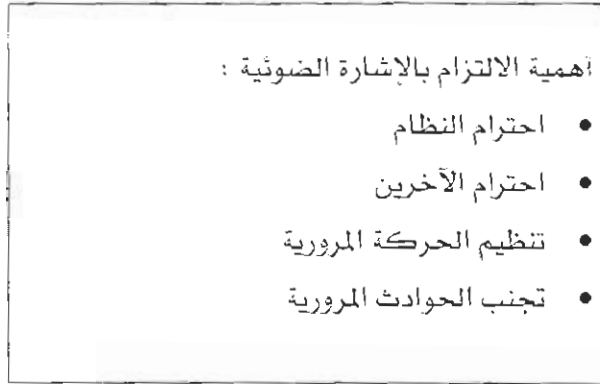 أهمية الالتزام بالإشارة الضوئية :
• احترام النظام
• احترام الآخرين
• تنظيم الحركة المرورية
• تجنب الحوادث المرورية